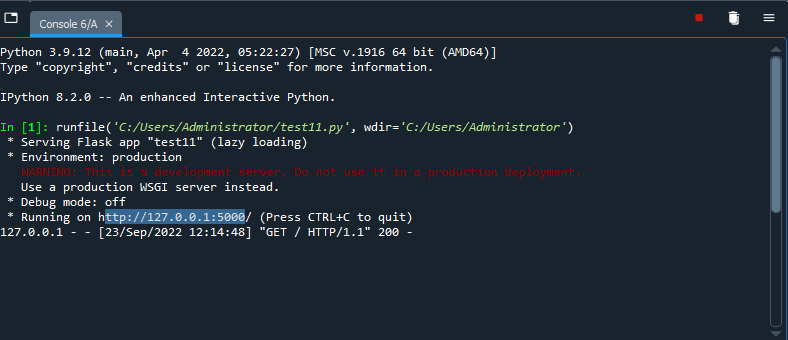 Console 6/A
Python 3.9.12 (main, Apr  4 2022, 05:22:27) [MSC v.1916 64 bit (AMD64)]
Type "copyright", "credits" or "license" for more information.
IPython 8.2.0 -- An enhanced Interactive Python.
In [1]: runfile('C:/Users/Administrator/test11.py', wdir='C:/Users/Administrator')
 * Serving Flask app "test11" (lazy loading)
 * Environment: production
   WARNING: This is a development server. Do not use it in a production deployment.
   Use a production WSGI server instead.
 * Debug mode: off
 * Running on http://127.0.0.1:5000/ (Press CTRL+C to quit)
127.0.0.1 - - [23/Sep/2022 12:14:48] "GET / HTTP/1.1" 200 -